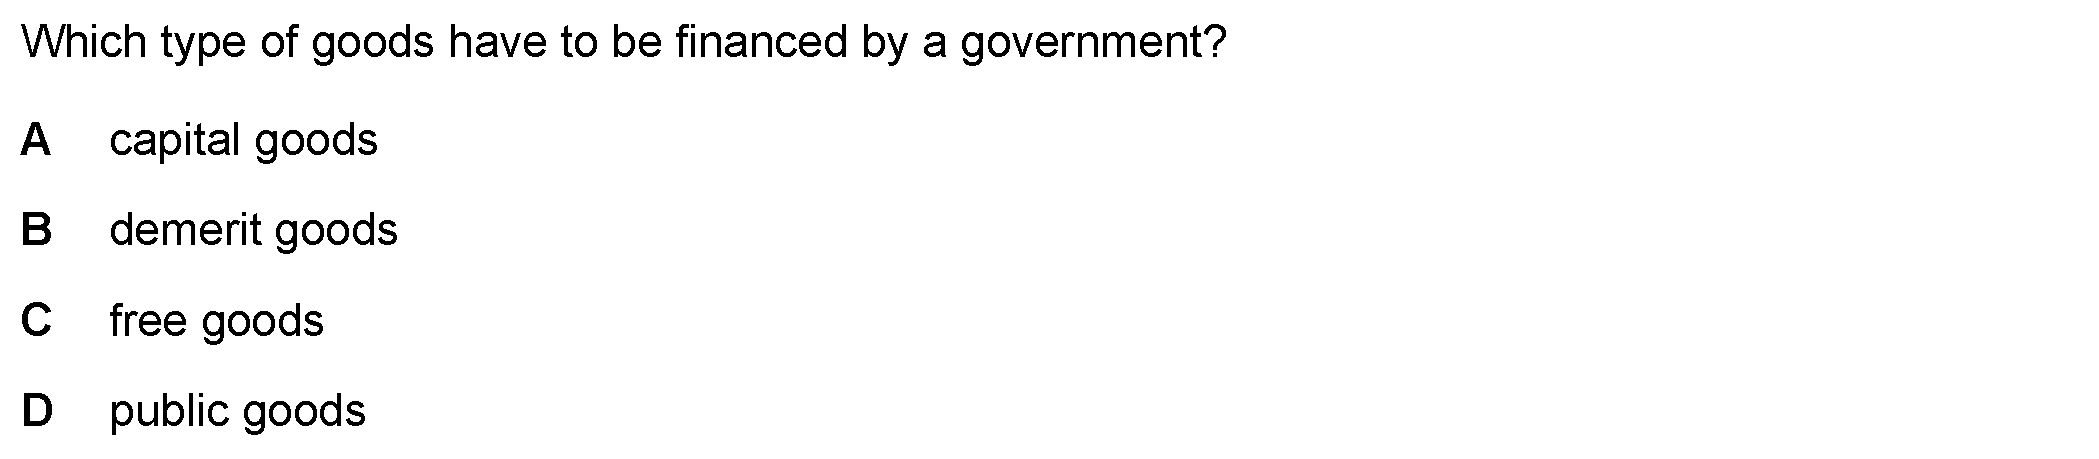 Which type of goods have to be financed by a government?
A capital goods
B demerit goods
C free goods
D public goods